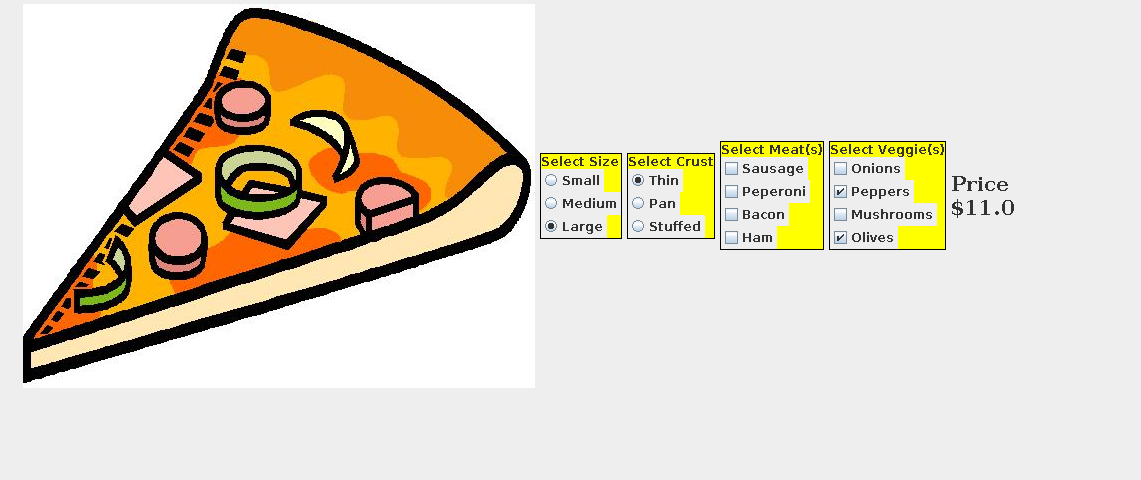 Select Size
Small
Medium
Large
Select Crust
Thin
Pan
Stuffed
Select Meat(s)
Sausage
Peperoni
Bacon
Ham
Select Veggie(s)
Onions
Peppers
Mushrooms
Olives
Price
$11.0